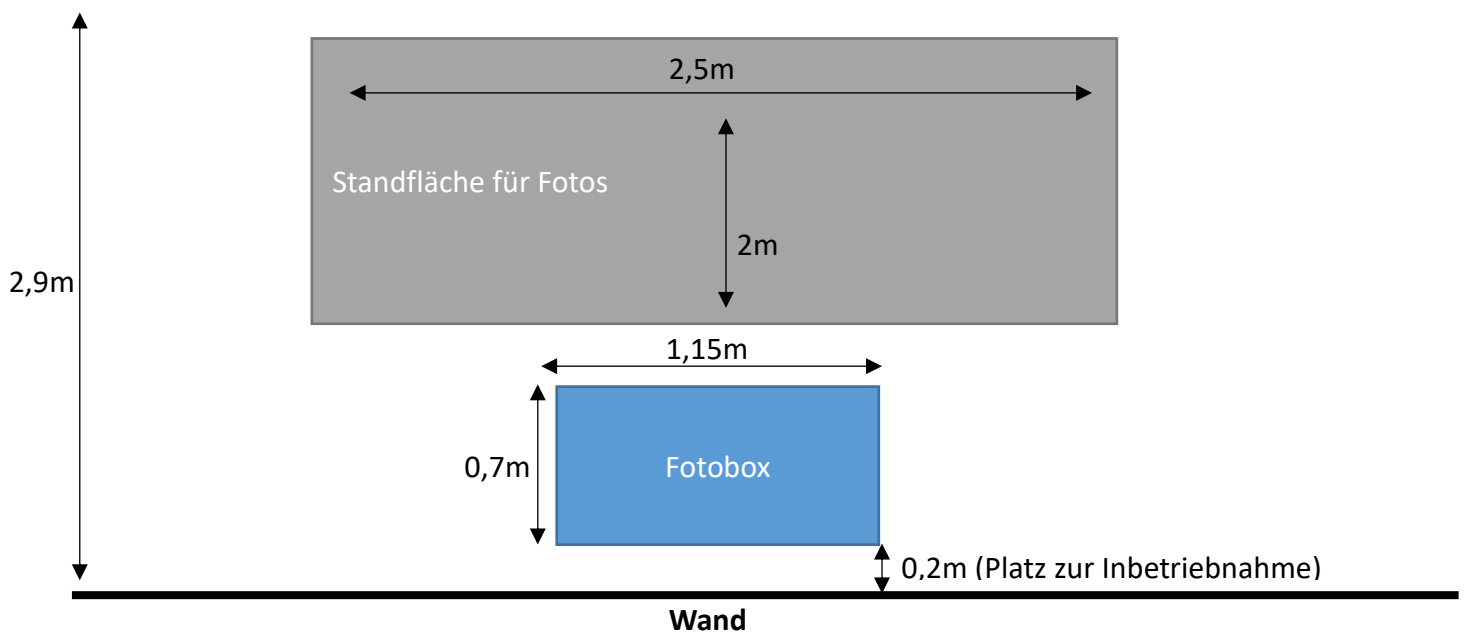 2,5m
Standfläche für Fotos
2m
2,9m
1,15m
0,7m
Fotobox
0,2m (Platz zur Inbetriebnahme)
Wand